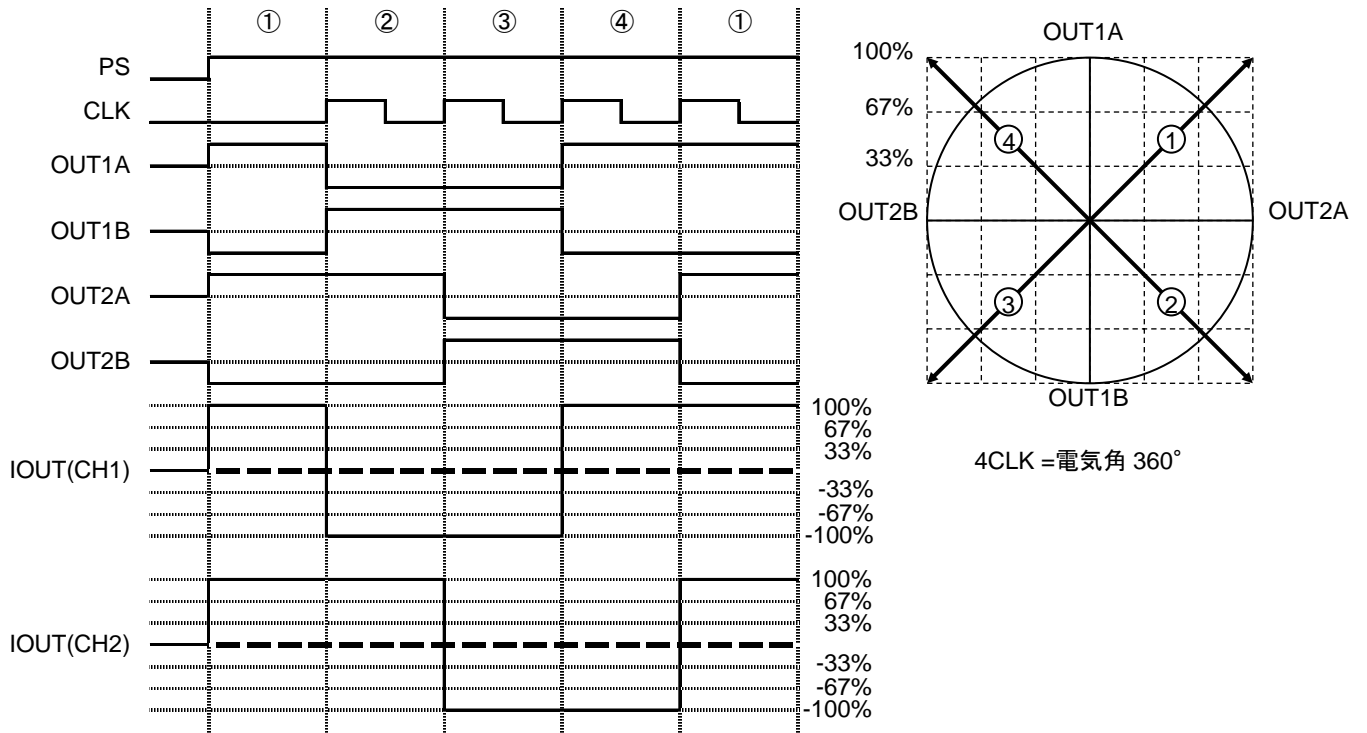 ① ② ③ ④ ①
PS
CLK
OUT1A
OUT1B
OUT2A
OUT2B
IOUT(CH1)
100%
67%
33%
-33%
-67%
-100%
IOUT(CH2)
100%
67%
33%
-33%
-67%
-100%
OUT1A
100%
67%
33%
④ ①
OUT2B OUT2A
③ ②
OUT1B
4CLK =電気角 360°